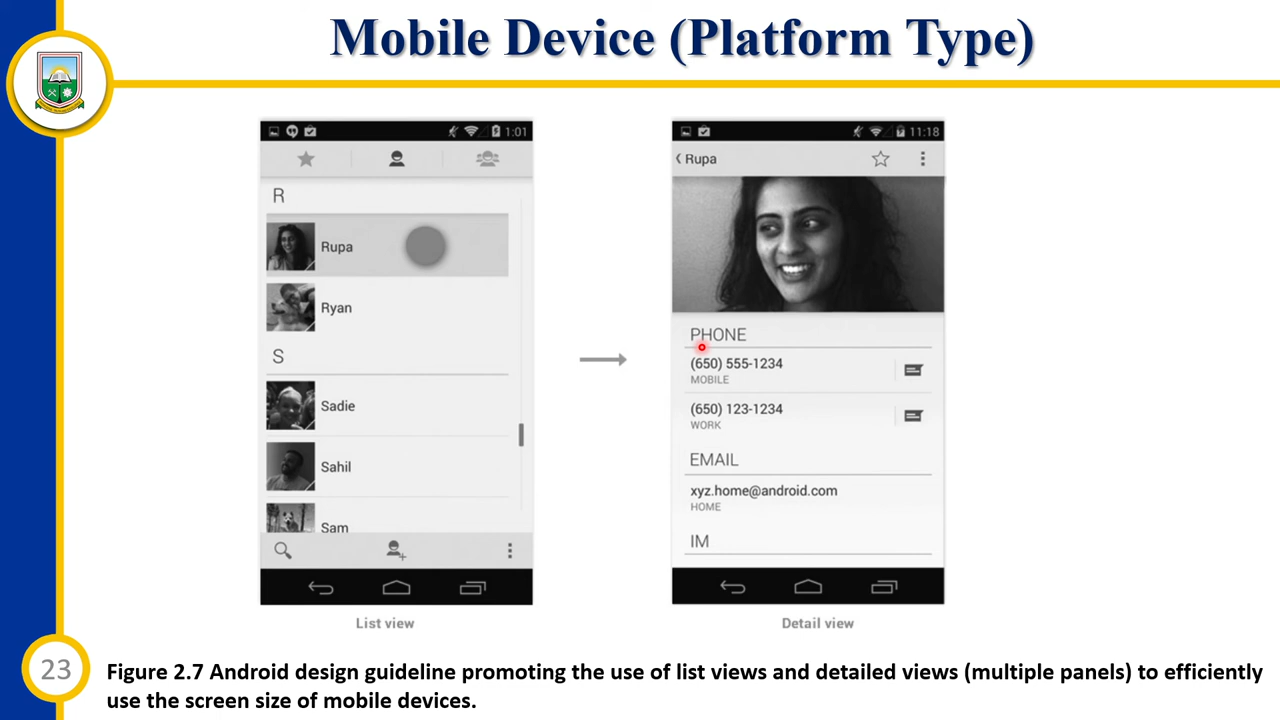 Mobile Device (Platform Type)
1:01
R
Rupa
Ryan
S
Sadie
Sahil
Sam
List view
11:18
Rupa
PHONE
(650) 555-1234
MOBILE
(650) 123-1234
WORK
EMAIL
xyz.home@android.com
HOME
IM
Detail view
23
Figure 2.7 Android design guideline promoting the use of list views and detailed views (multiple panels) to efficiently
use the screen size of mobile devices.